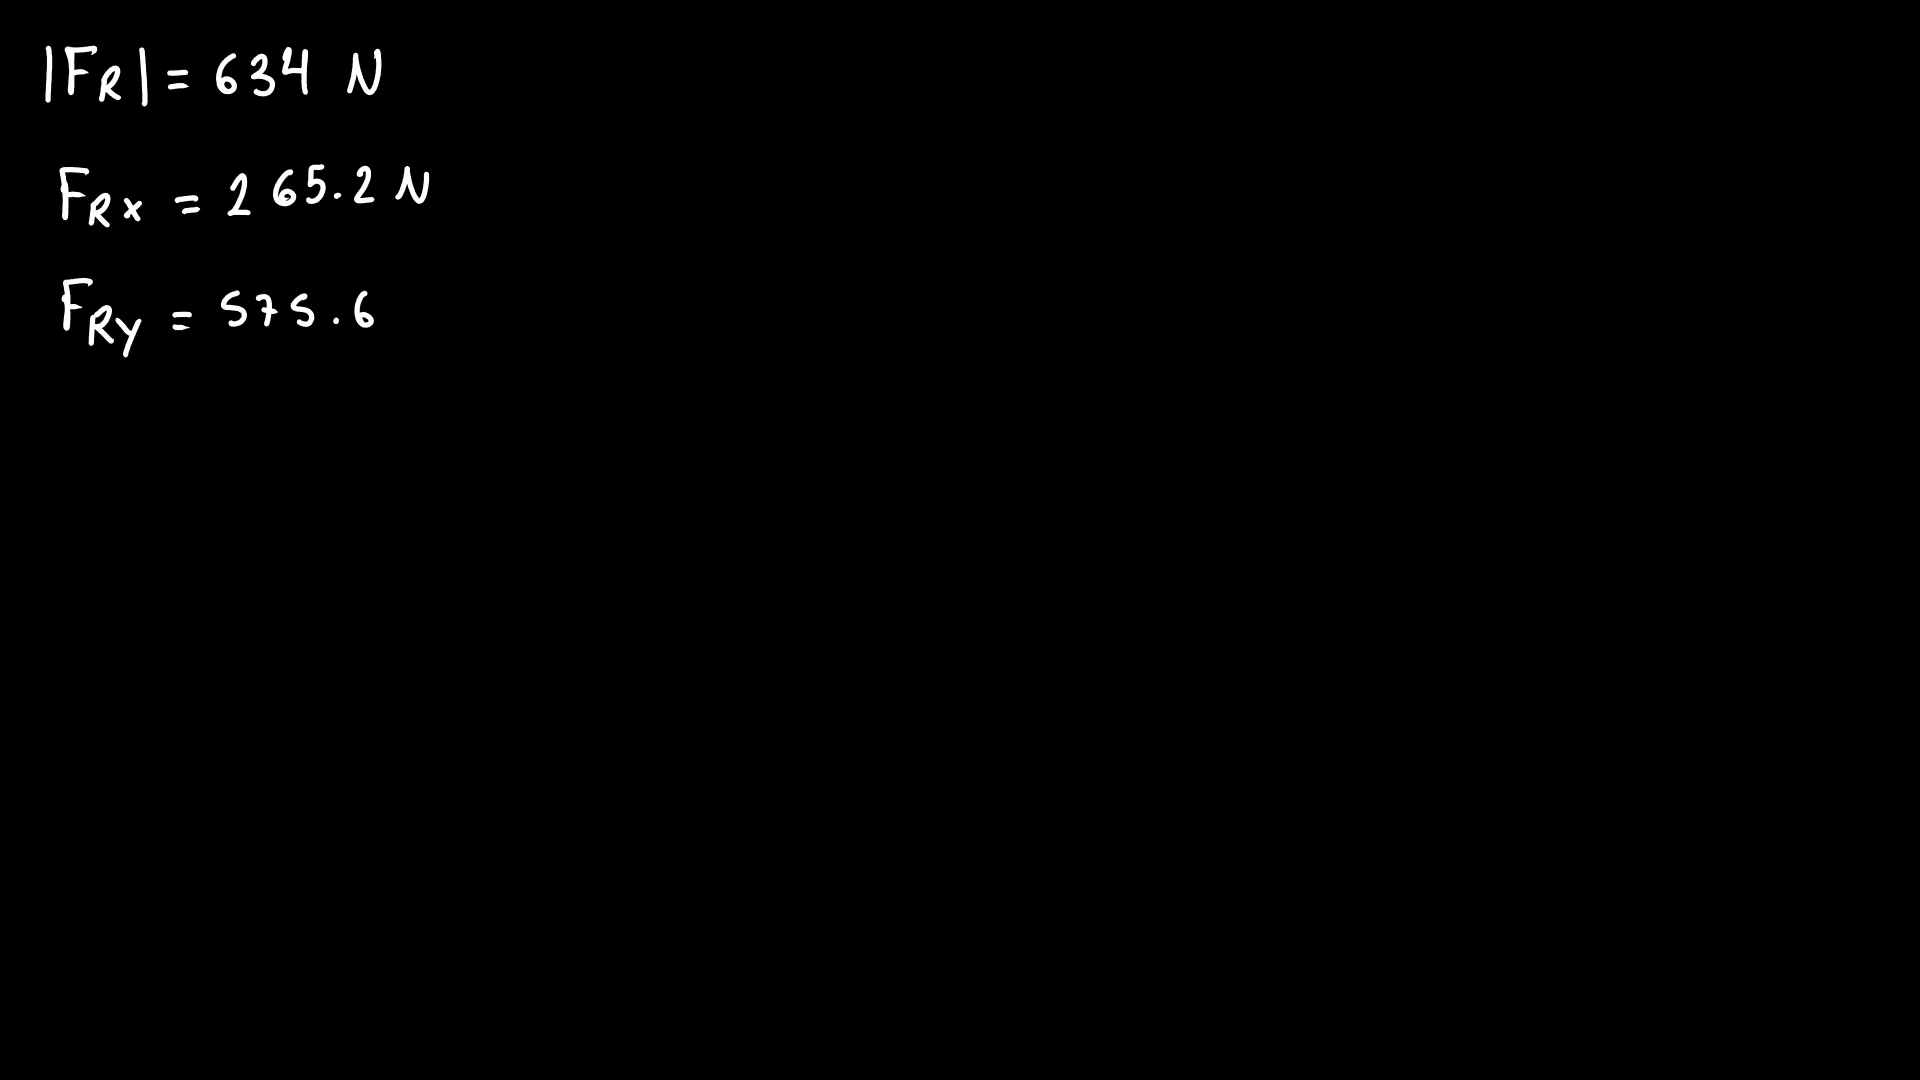 |FR| = 634 N
FRx = 265.2 N
FRy = 575.6